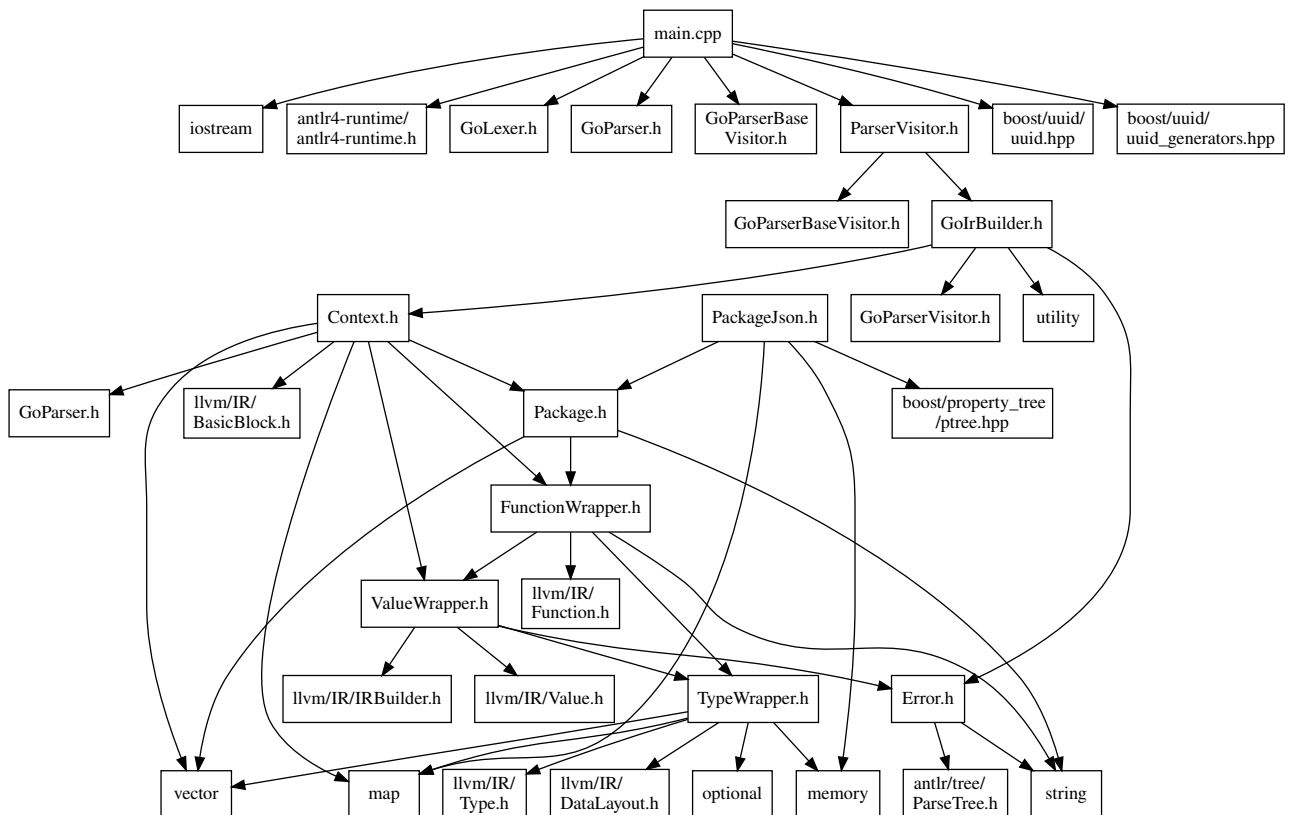 main.cpp
iostream
antlr4-runtime/
antlr4-runtime.h
GoLexer.h
GoParser.h
GoParserBase
Visitor.h
ParserVisitor.h
boost/uuid/
uuid.hpp
boost/uuid/
uuid_generators.hpp
GoParserBaseVisitor.h
GoIrBuilder.h
Context.h
PackageJson.h
GoParserVisitor.h
utility
GoParser.h
llvm/IR/
BasicBlock.h
Package.h
boost/property_tree
/ptree.hpp
FunctionWrapper.h
ValueWrapper.h
llvm/IR/
Function.h
llvm/IR/IRBuilder.h
llvm/IR/Value.h
TypeWrapper.h
Error.h
vector
map
llvm/IR/
Type.h
llvm/IR/
DataLayout.h
optional
memory
antlr/tree/
ParseTree.h
string